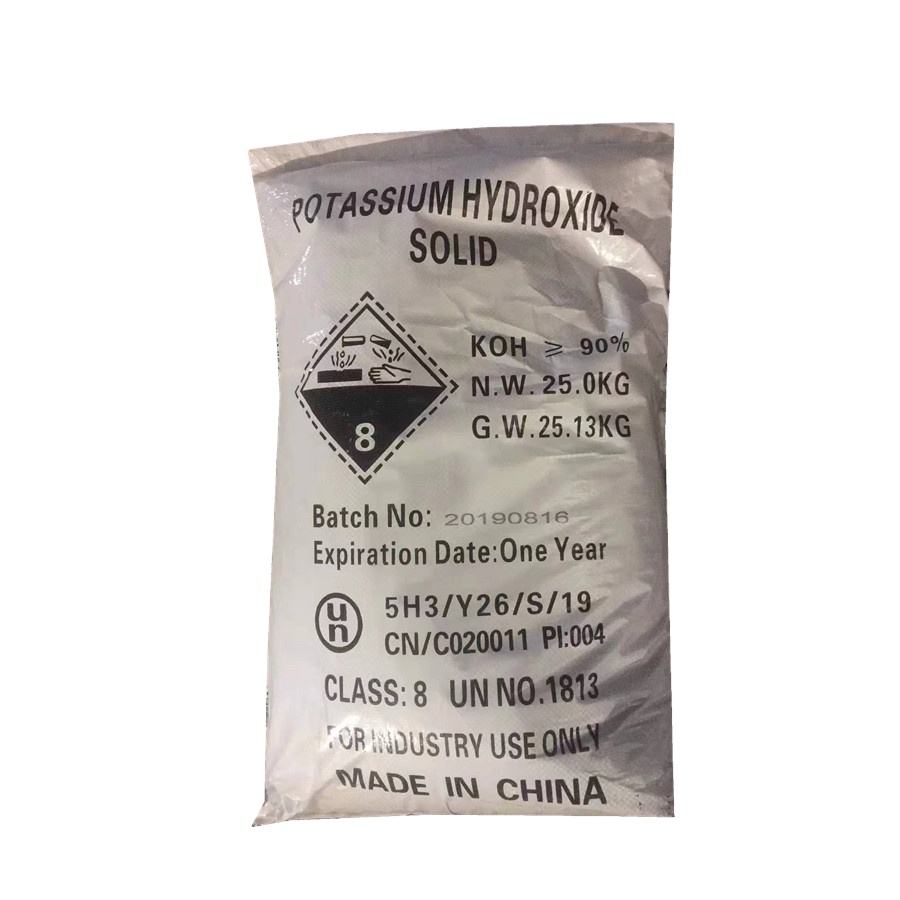 POTASSIUM HYDROXIDE
SOLID
KOH ⩾ 90%
N.W. 25.0KG
G.W. 25.13KG
8
Batch No: 20190816
Expiration Date:One Year
un
5H3/Y26/S/19
CN/C020011 PI:004
CLASS: 8 UN NO.1813
FOR INDUSTRY USE ONLY
MADE IN CHINA